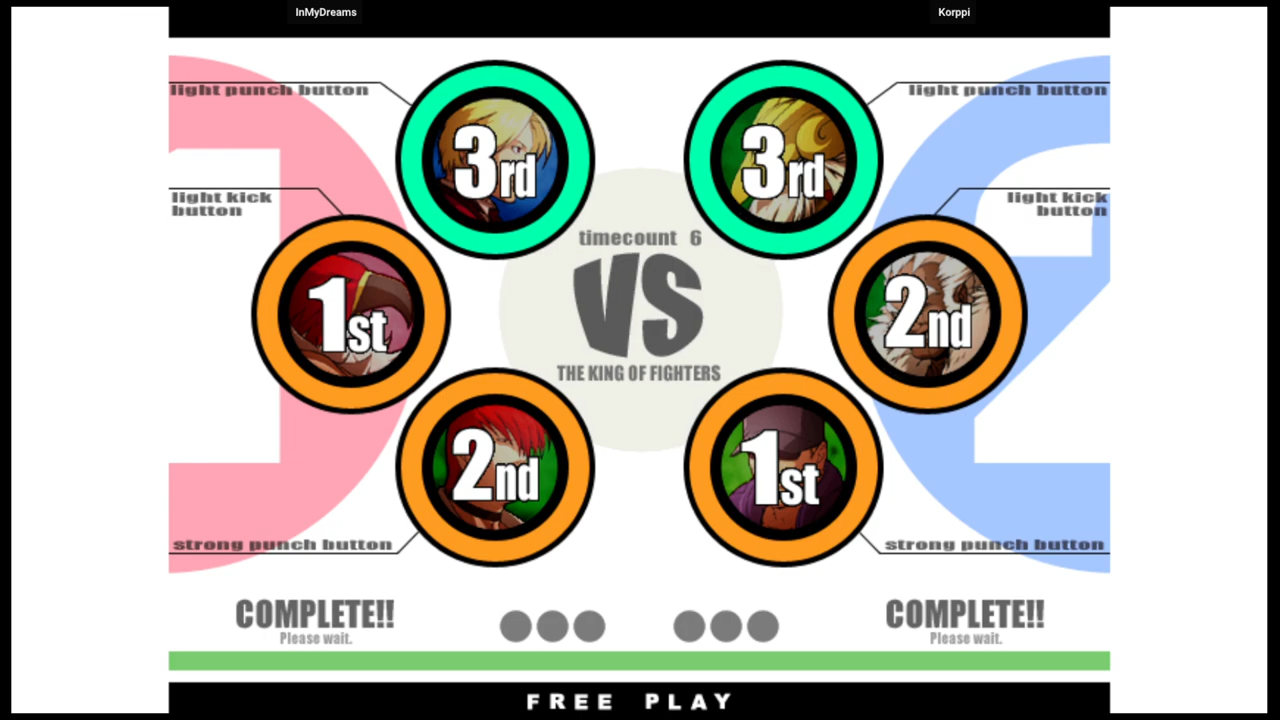 InMyDreams
Korppi
light punch button
3rd
3rd
light punch button
light kick
button
light kick
button
timecount 6
1st
VS
2nd
THE KING OF FIGHTERS
2nd
1st
strong punch button
strong punch button
COMPLETE!!
Please wait.
COMPLETE!!
Please wait.
FREE PLAY